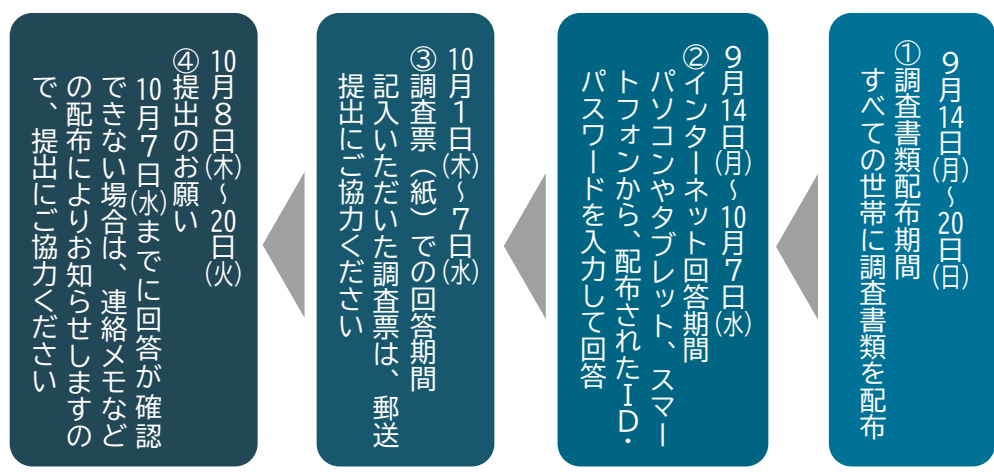 9月14日(月)～20日(日)
①調査書類配布期間
すべての世帯に調査書類を配布
9月14日(月)～10月7日(水)
②インターネット回答期間
パソコンやタブレット、スマー
トフォンから、配布されたID・
パスワードを入力して回答
10月1日(木)～7日(水)
③調査票（紙）での回答期間
記入いただいた調査票は、郵送
提出にご協力ください
10月8日(木)～20日(火)
④提出のお願い
10月7日(水)までに回答が確認
できない場合は、連絡メモなど
の配布によりお知らせしますの
で、提出にご協力ください